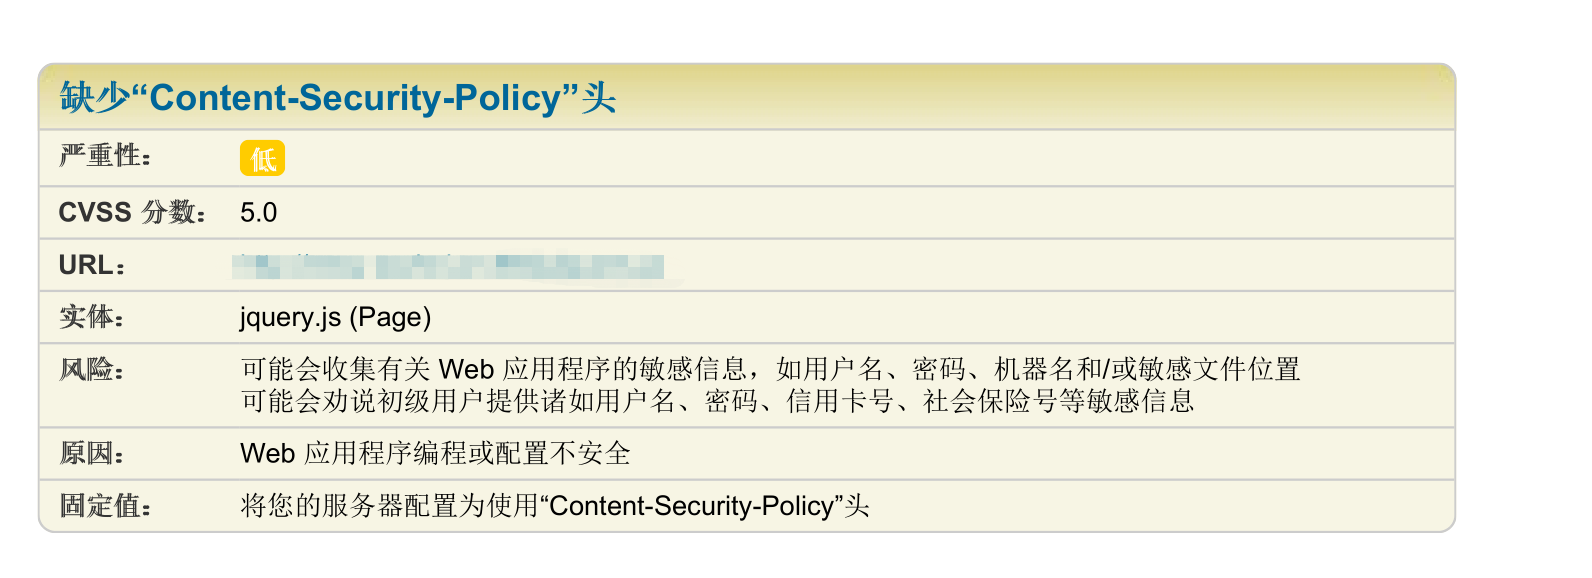 缺少“Content-Security-Policy”头
严重性： 低
CVSS 分数： 5.0
URL：
实体： jquery.js (Page)
风险： 可能会收集有关 Web 应用程序的敏感信息，如用户名、密码、机器名和/或敏感文件位置
可能会劝说初级用户提供诸如用户名、密码、信用卡号、社会保险号等敏感信息
原因： Web 应用程序编程或配置不安全
固定值： 将您的服务器配置为使用“Content-Security-Policy”头